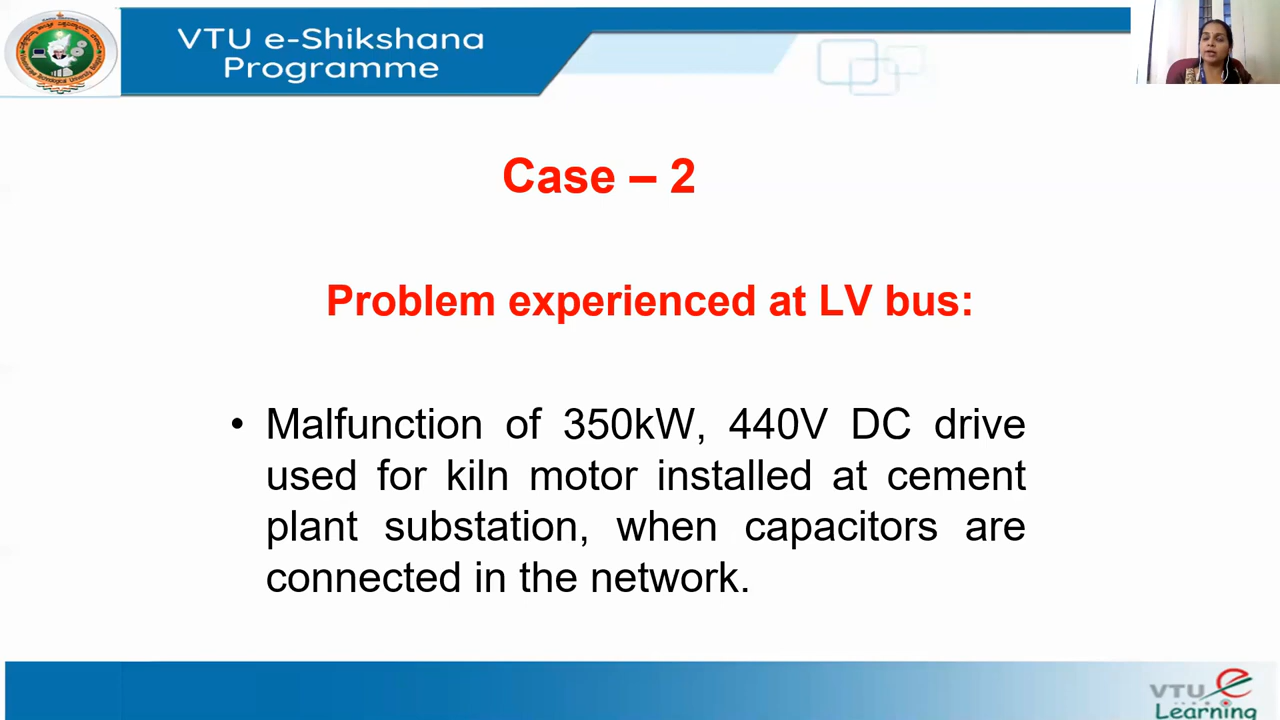 VTU e-Shikshana
Programme
Case – 2
Problem experienced at LV bus:
• Malfunction of 350kW, 440V DC drive
used for kiln motor installed at cement
plant substation, when capacitors are
connected in the network.
VTU e
Learning